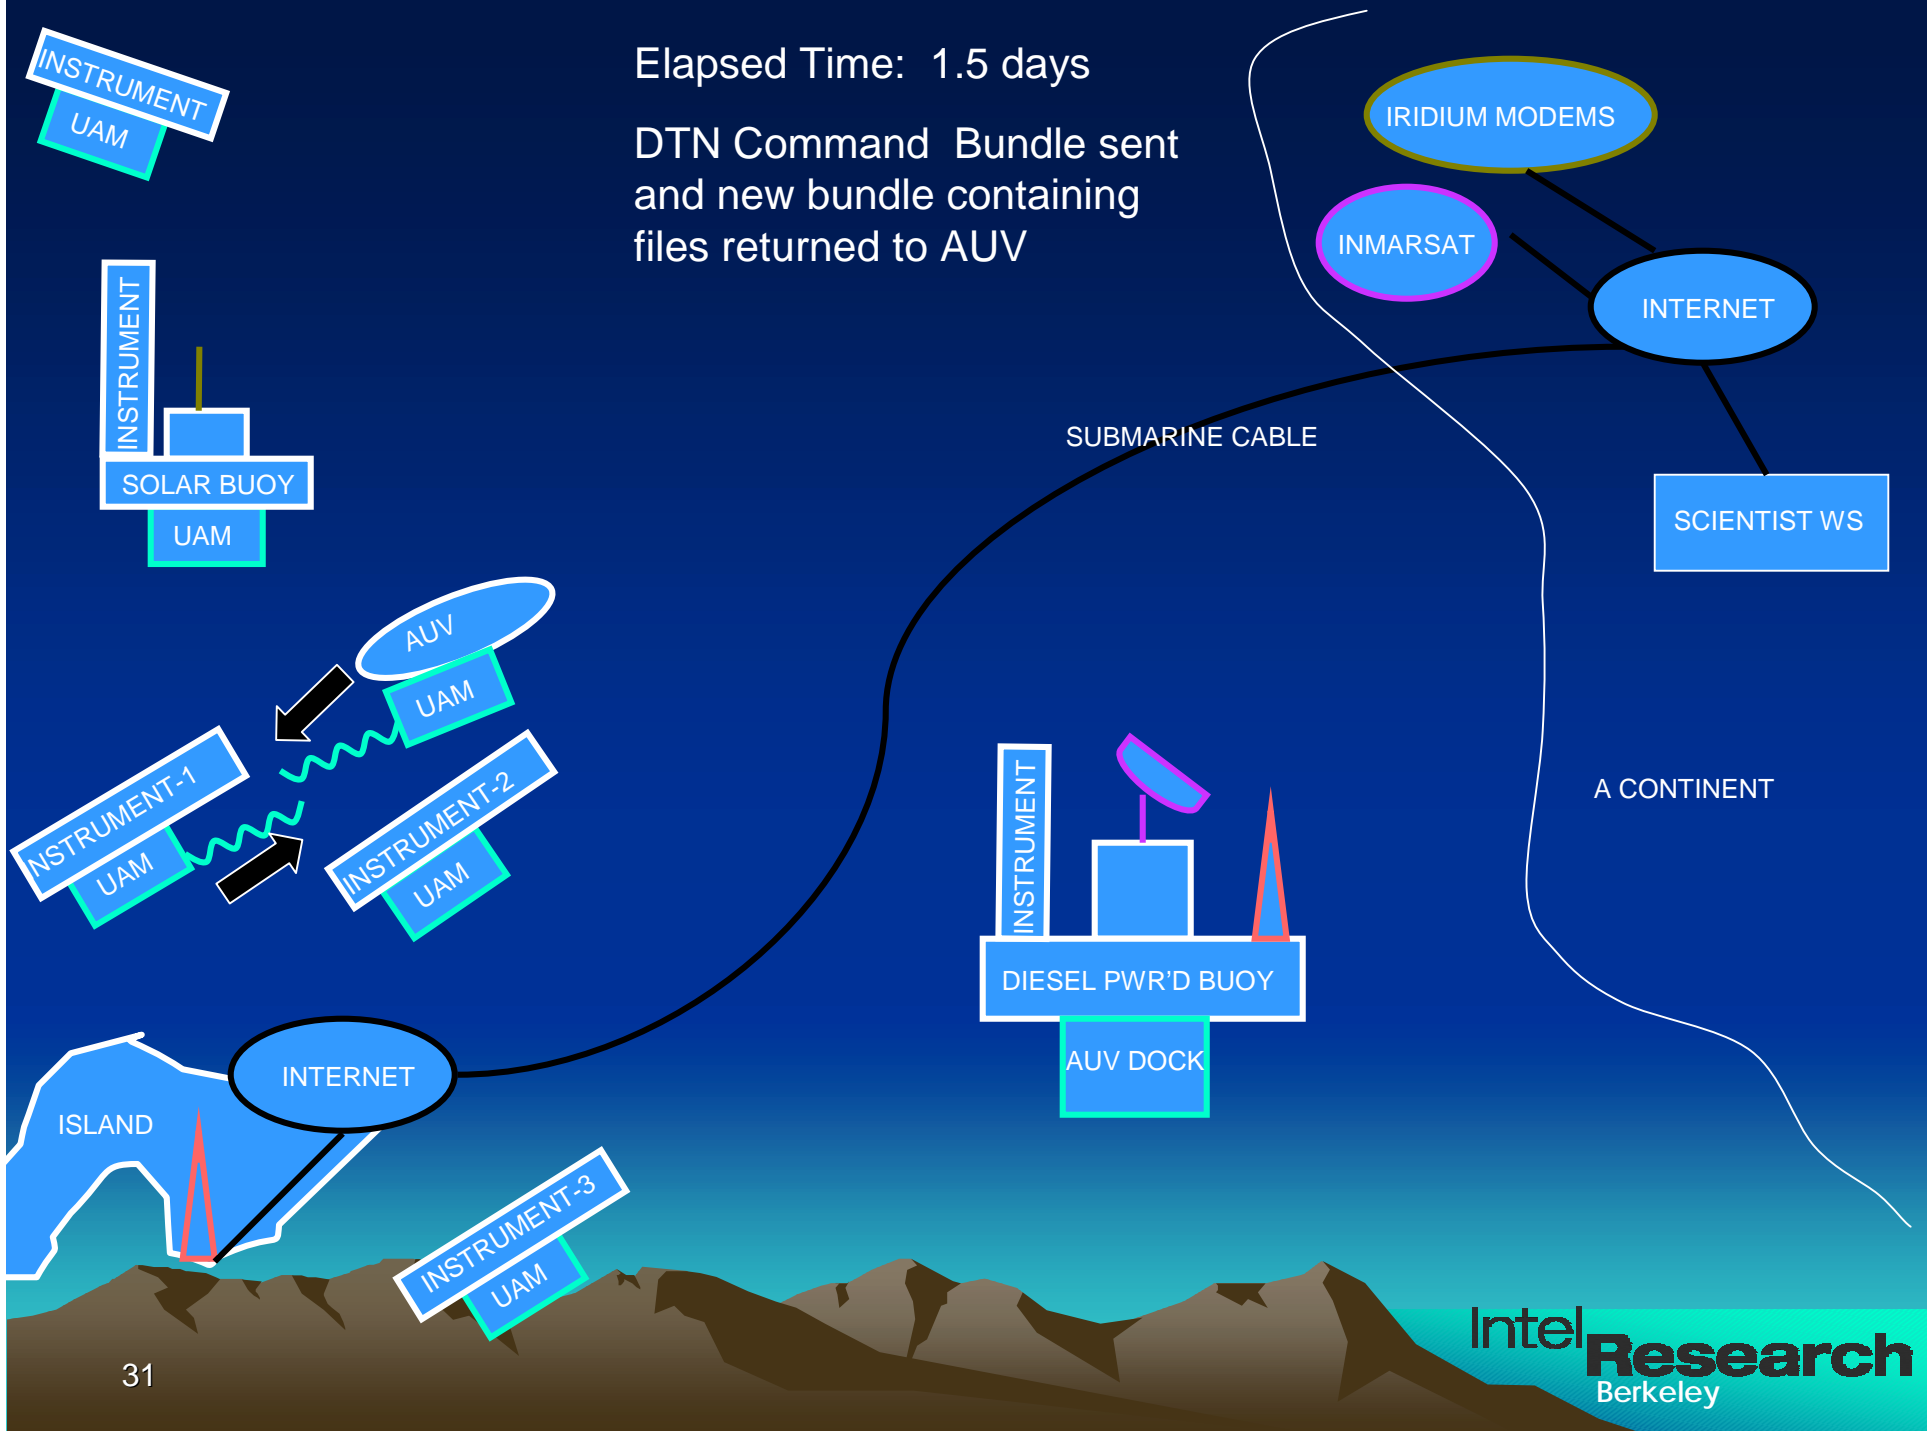 Elapsed Time: 1.5 days
DTN Command Bundle sent
and new bundle containing
files returned to AUV
INSTRUMENT
UAM
IRIDIUM MODEMS
INMARSAT
INTERNET
INSTRUMENT
SOLAR BUOY
UAM
SUBMARINE CABLE
SCIENTIST WS
AUV
UAM
NSTRUMENT-1
UAM
INSTRUMENT-2
UAM
INSTRUMENT
A CONTINENT
DIESEL PWR'D BUOY
AUV DOCK
INTERNET
ISLAND
INSTRUMENT-3
UAM
31
Intel Research
Berkeley